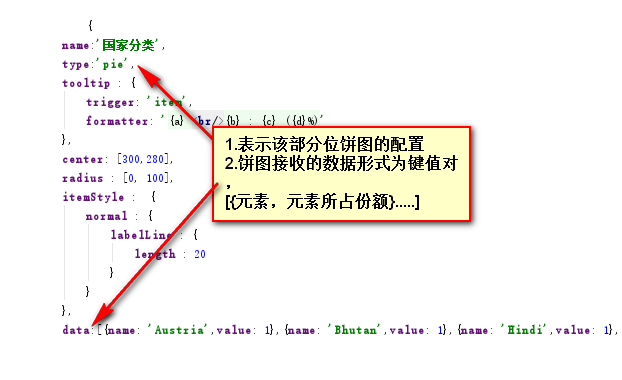 {
name:'国家分类',
type:'pie',
tooltip : {
trigger: 'item',
formatter: '{a} <br/>{b} : {c} ({d}%)'
},
center: [300,280],
radius : [0, 100],
itemStyle : {
normal : {
labelLine : {
length : 20
}
}
},
data:[{name: 'Austria',value: 1},{name: 'Bhutan',value: 1},{name: 'Hindi',value: 1},
1.表示该部分位饼图的配置
2.饼图接收的数据形式为键值对
，
[{元素，元素所占份额}.....]